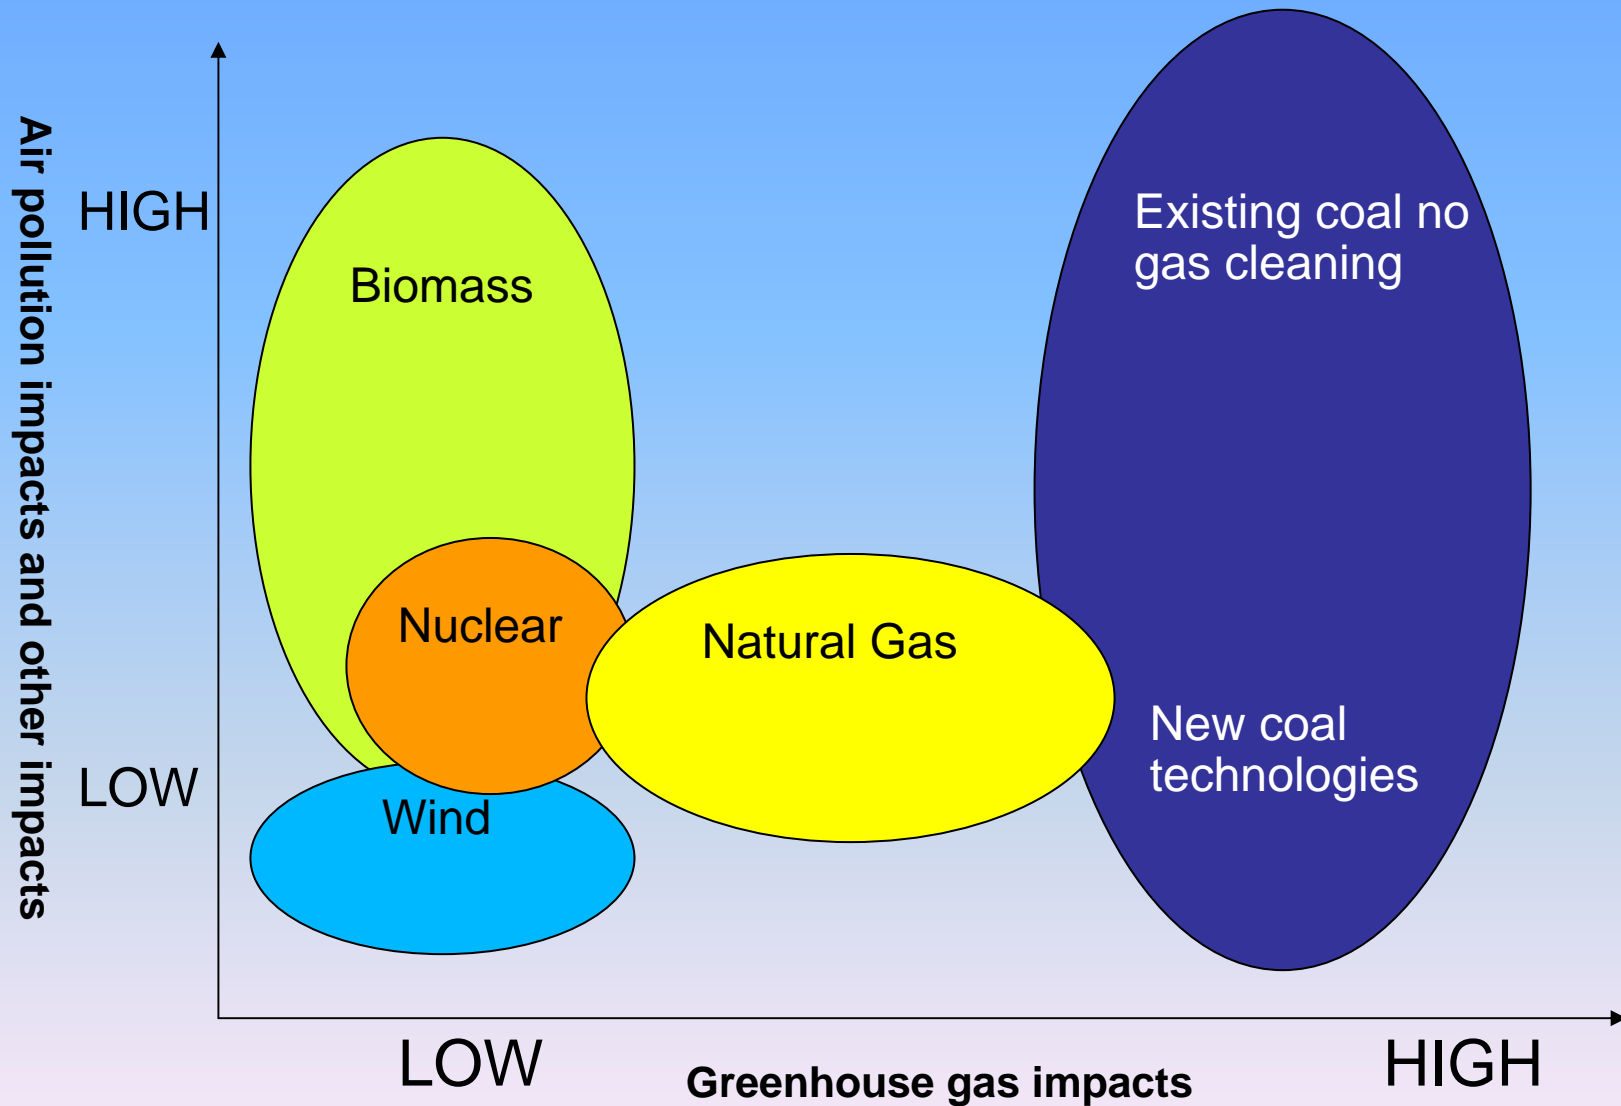 Air pollution impacts and other impacts
HIGH
LOW
Biomass
Nuclear
Wind
Natural Gas
Existing coal no
gas cleaning
New coal
technologies
LOW
Greenhouse gas impacts
HIGH